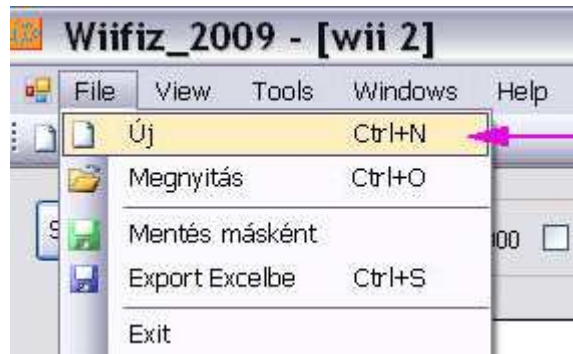 Wiifiz_2009 - [wii 2]
File View Tools Windows Help
Új Ctrl+N
Megnyitás Ctrl+O
Mentés másként
Export Excelbe Ctrl+S
Exit